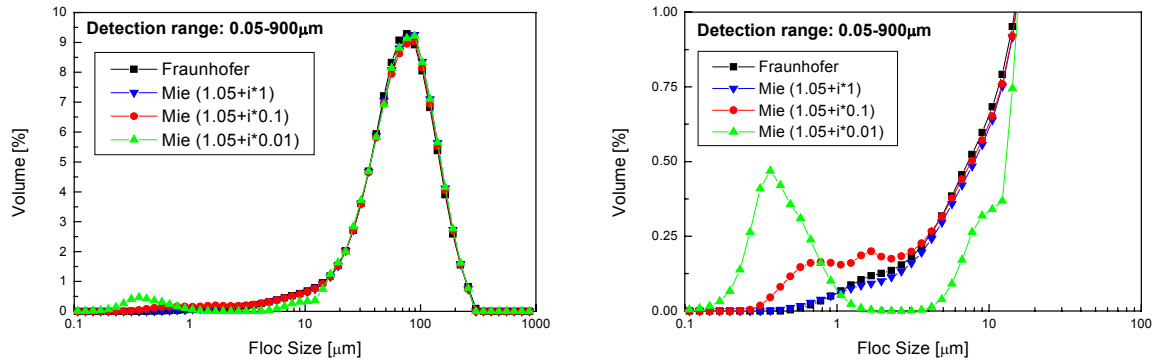 Detection range: 0.05-900μm
Fraunhofer
Mie (1.05+i*1)
Mie (1.05+i*0.1)
Mie (1.05+i*0.01)
Volume [%]
10
9
8
7
6
5
4
3
2
1
0
0.1
1
10
100
1000
Floc Size [μm]
Detection range: 0.05-900μm
Fraunhofer
Mie (1.05+i*1)
Mie (1.05+i*0.1)
Mie (1.05+i*0.01)
Volume [%]
1.00
0.75
0.50
0.25
0.00
0.1
1
10
100
Floc Size [μm]